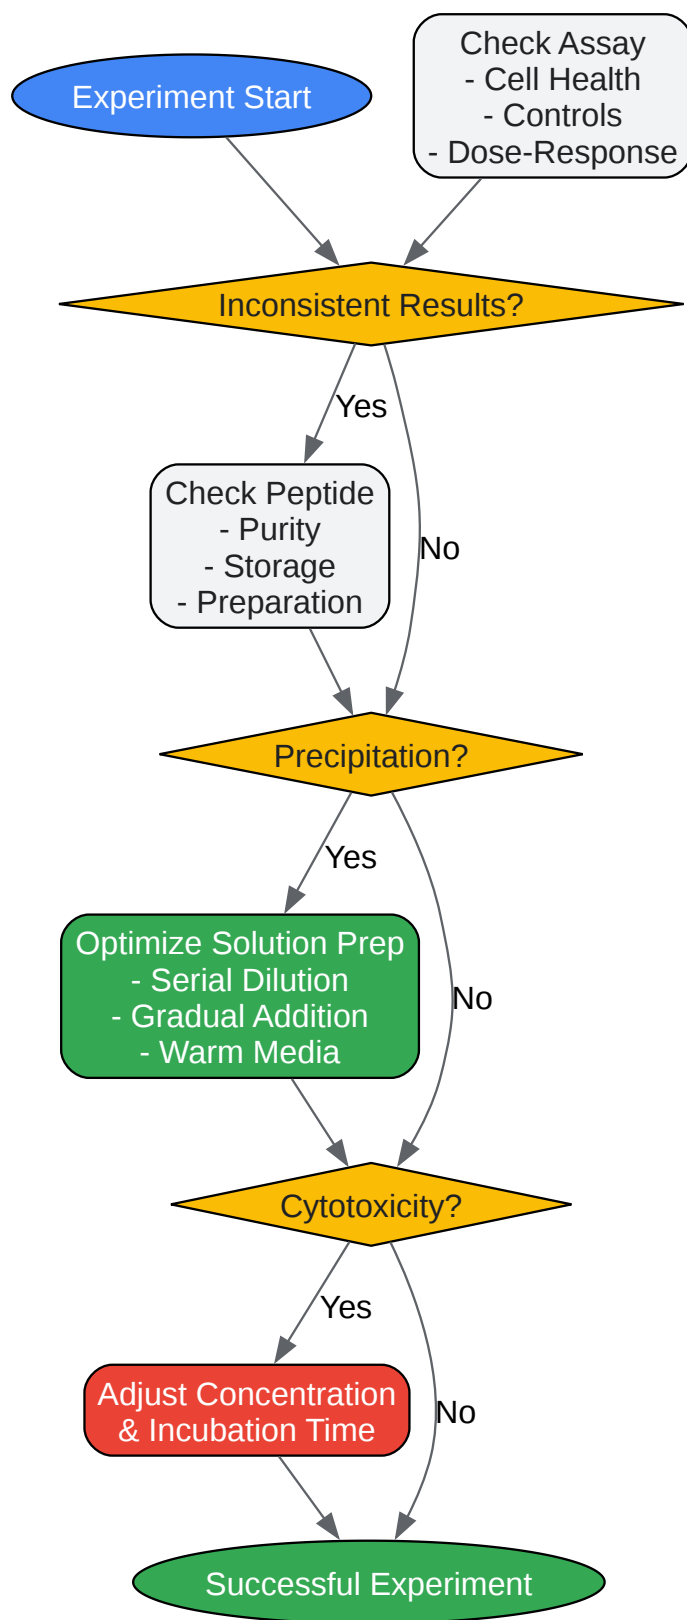 Experiment Start
Check Assay
- Cell Health
- Controls
- Dose-Response
Inconsistent Results?
Yes
Check Peptide
- Purity
- Storage
- Preparation
No
Precipitation?
Yes
Optimize Solution Prep
- Serial Dilution
- Gradual Addition
- Warm Media
No
Cytotoxicity?
Yes
Adjust Concentration
& Incubation Time
No
Successful Experiment